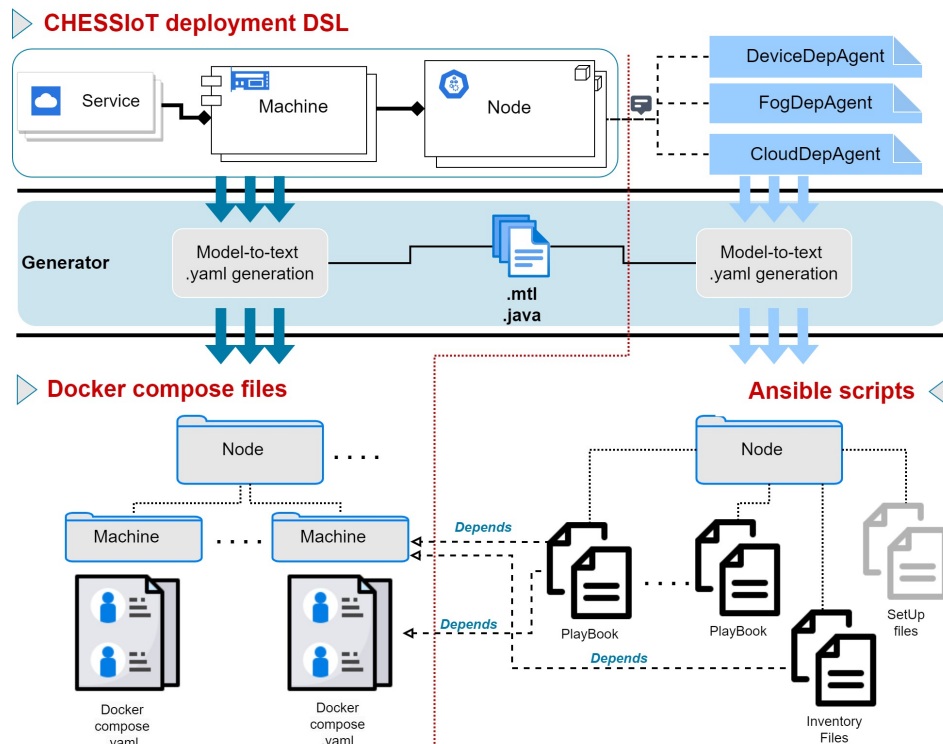 CHESSIoT deployment DSL
Service
Machine
Node
DeviceDepAgent
FogDepAgent
CloudDepAgent
Generator
Model-to-text
.yaml generation
.mtl
.java
Model-to-text
.yaml generation
Docker compose files
Ansible scripts
Node
. . . .
Node
Machine
. . . .
Machine
Depends
Depends
Depends
PlayBook
. . . .
PlayBook
SetUp
files
Docker
compose
.yaml
Docker
compose
.yaml
Inventory
Files